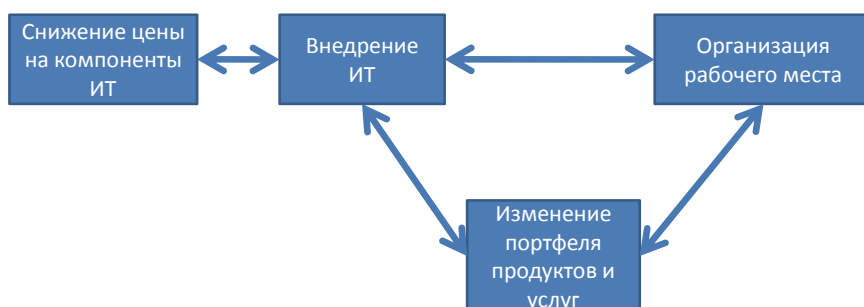 Снижение цены
на компоненты
ИТ
Внедрение
ИТ
Организация
рабочего места
Изменение
портфеля
продуктов и
услуг